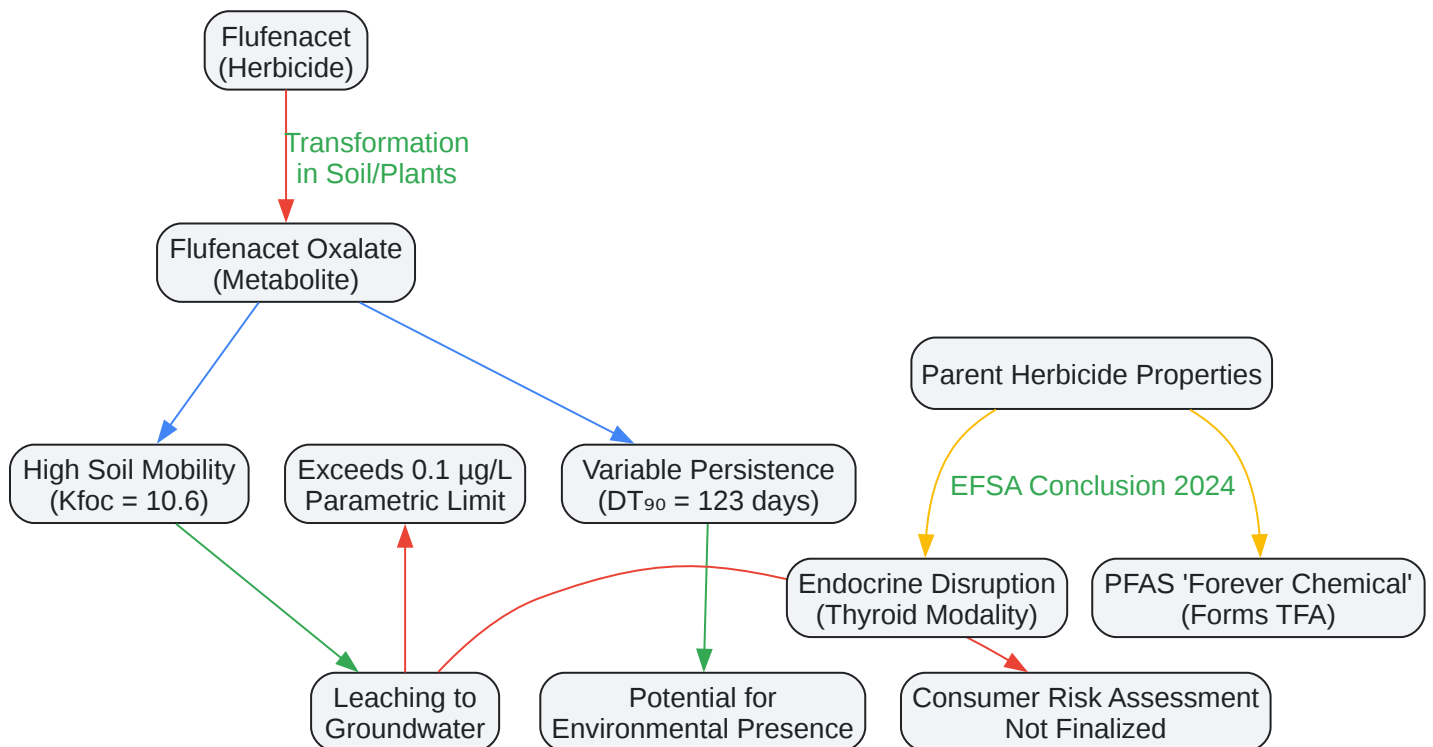 Flufenacet
(Herbicide)
Transformation
in Soil/Plants
Flufenacet Oxalate
(Metabolite)
Parent Herbicide Properties
High Soil Mobility
(Kfoc = 10.6)
Exceeds 0.1 µg/L
Parametric Limit
Variable Persistence
(DT₉₀ = 123 days)
EFSA Conclusion 2024
Endocrine Disruption
(Thyroid Modality)
PFAS 'Forever Chemical'
(Forms TFA)
Leaching to
Groundwater
Potential for
Environmental Presence
Consumer Risk Assessment
Not Finalized